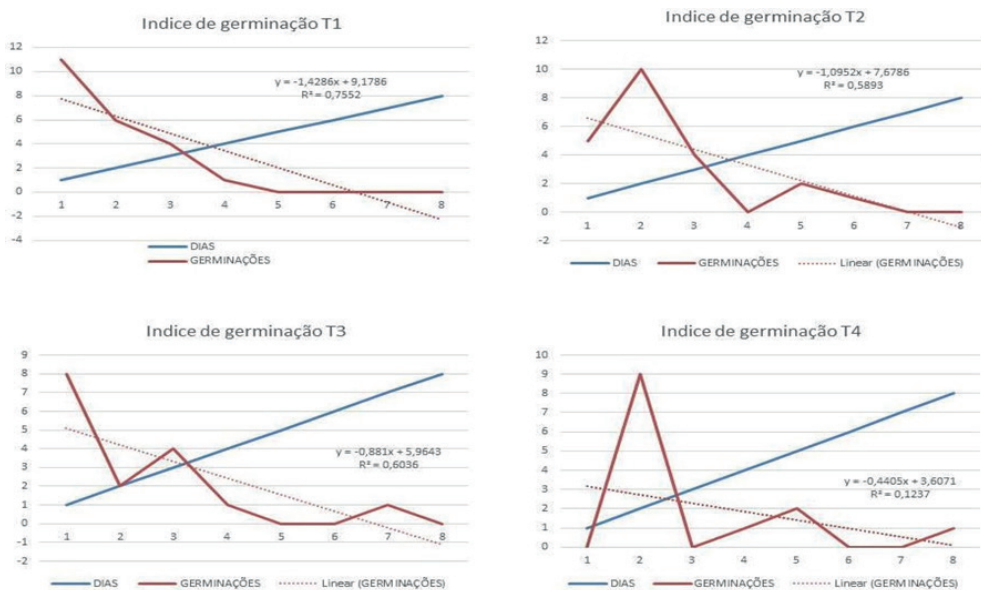 Indice de germinação T1
12
10
8
6
4
2
0
-2
-4
1 2 3 4 5 6 7 8
y = -1,4286x + 9,1786
R² = 0,7552
DIAS
GERMINAÇÕES
Indice de germinação T2
12
10
8
6
4
2
0
-2
1 2 3 4 5 6 7 8
y = -1,0952x + 7,6786
R² = 0,5893
DIAS GERMINAÇÕES Linear (GERMINAÇÕES)
Indice de germinação T3
9
8
7
6
5
4
3
2
1
0
-1
-2
1 2 3 4 5 6 7 8
y = -0,881x + 5,9643
R² = 0,6036
DIAS GERMINAÇÕES Linear (GERMINAÇÕES)
Indice de germinação T4
10
9
8
7
6
5
4
3
2
1
0
1 2 3 4 5 6 7 8
y = -0,4405x + 3,6071
R² = 0,1237
DIAS GERMINAÇÕES Linear (GERMINAÇÕES)